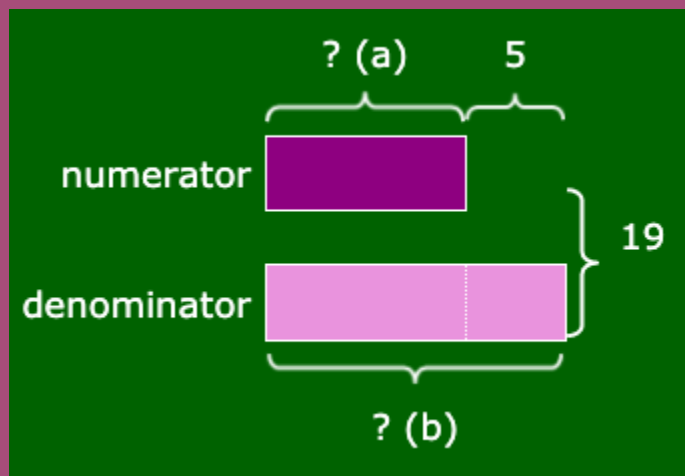 ? (a)
5
numerator
19
denominator
? (b)